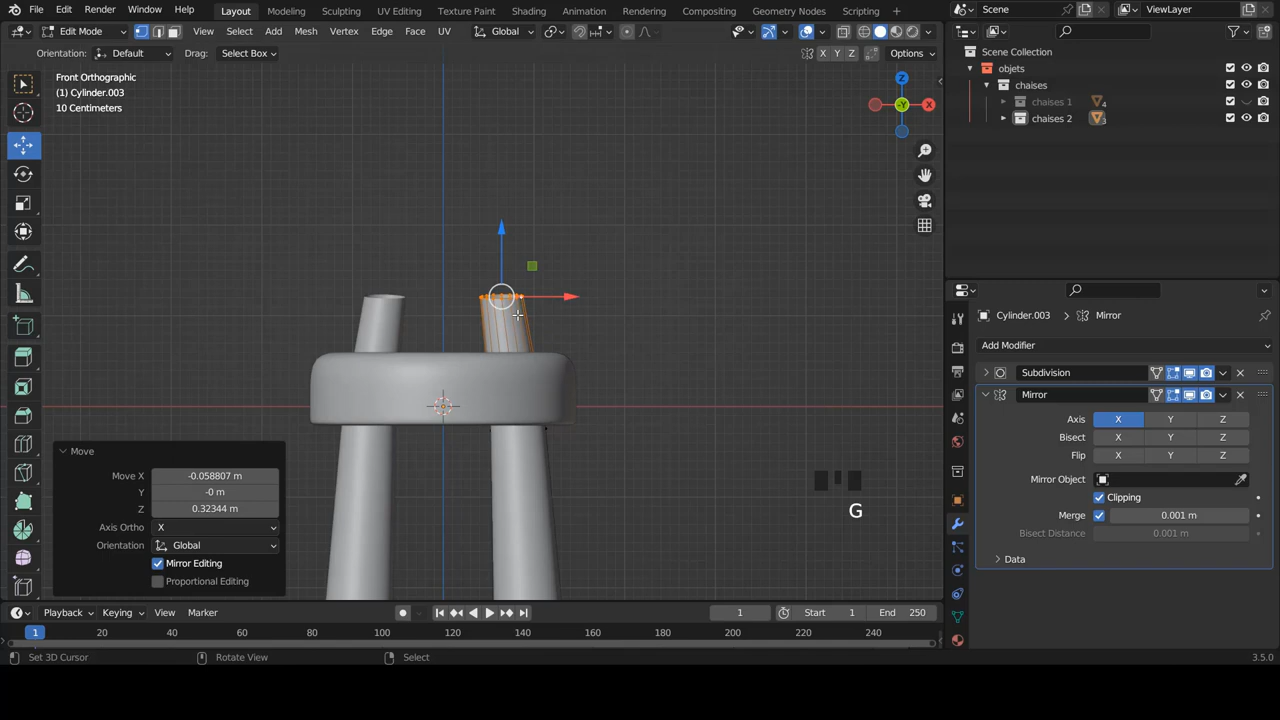 File Edit Render Window Help Layout Modeling Sculpting UV Editing Texture Paint Shading Animation Rendering Compositing Geometry Nodes Scripting + Scene ViewLayer
Edit Mode View Select Add Mesh Vertex Edge Face UV Global
Orientation: Default Drag: Select Box X Y Z Options
Front Orthographic
(1) Cylinder.003
10 Centimeters
Z
X
-Y
Scene Collection
objets
chaises
chaises 1 4
chaises 2 3
Cylinder.003 > Mirror
Add Modifier
Subdivision
Mirror
Axis X Y Z
Bisect X Y Z
Flip X Y Z
Mirror Object
Clipping
Merge 0.001 m
Bisect Distance 0.001 m
Data
Move
Move X -0.058807 m
Y -0 m
Z 0.32344 m
Axis Ortho X
Orientation Global
Mirror Editing
Proportional Editing
G
Playback Keying View Marker 1 Start 1 End 250
1 20 40 60 80 100 120 140 160 180 200 220 240
Set 3D Cursor Rotate View Select 3.5.0